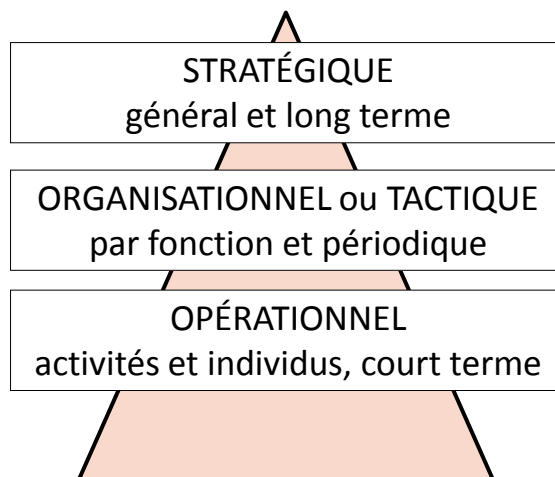 STRATÉGIQUE
général et long terme
ORGANISATIONNEL ou TACTIQUE
par fonction et périodique
OPÉRATIONNEL
activités et individus, court terme